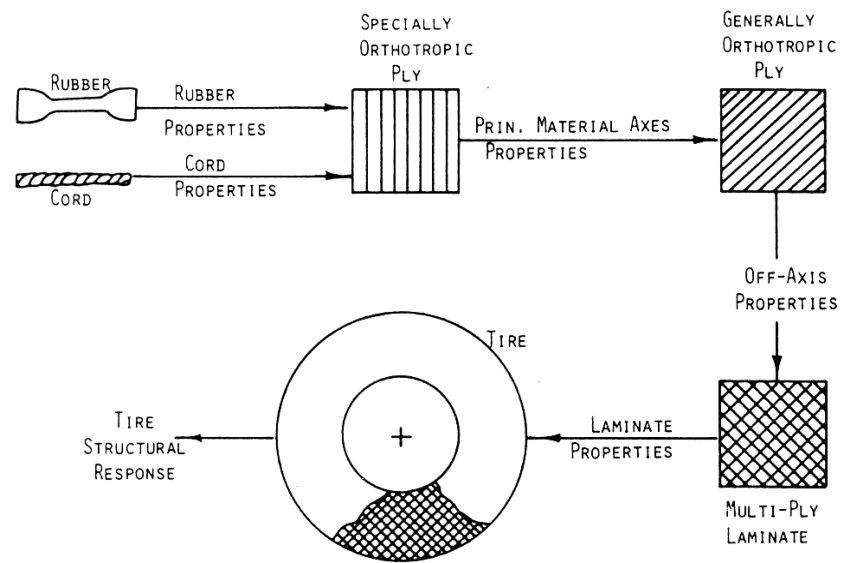 SPECIALLY
ORTHOTROPIC
PLY
GENERALLY
ORTHOTROPIC
PLY
RUBBER
RUBBER
PROPERTIES
PRIN. MATERIAL AXES
PROPERTIES
CORD
PROPERTIES
CORD
OFF-AXIS
PROPERTIES
TIRE
TIRE
STRUCTURAL
RESPONSE
LAMINATE
PROPERTIES
MULTI-PLY
LAMINATE